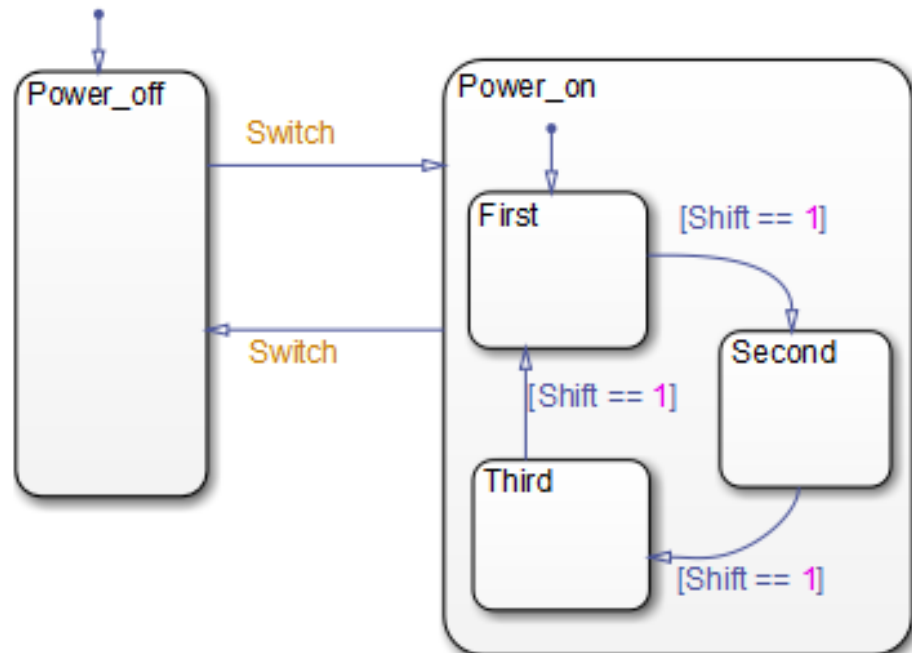 Power_off
Switch
Switch
Power_on
First
[Shift == 1]
Second
[Shift == 1]
Third
[Shift == 1]